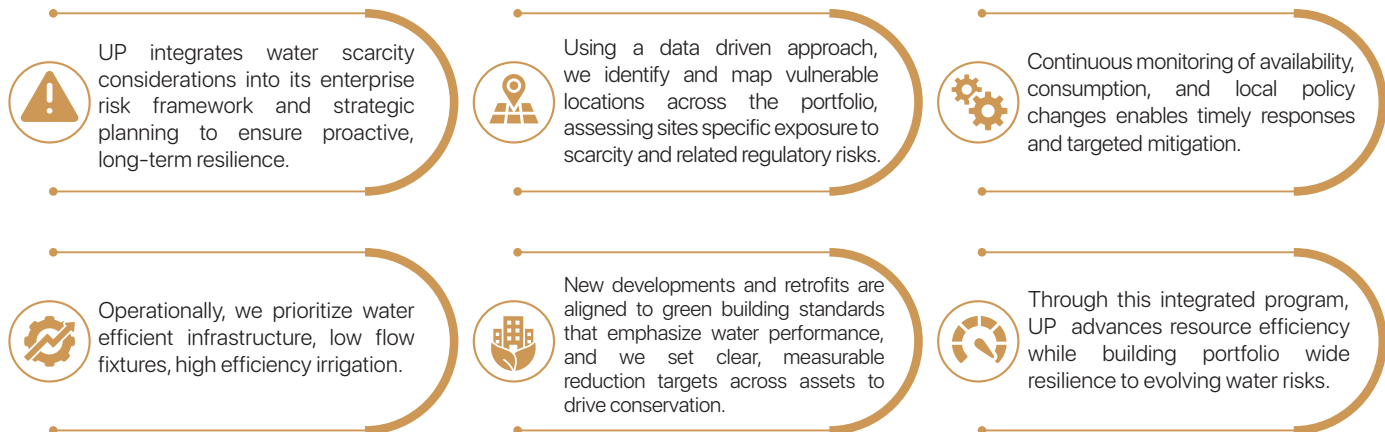 UP integrates water scarcity
considerations into its enterprise
risk framework and strategic
planning to ensure proactive,
long-term resilience.
Using a data driven approach,
we identify and map vulnerable
locations across the portfolio,
assessing sites specific exposure to
scarcity and related regulatory risks.
Continuous monitoring of availability,
consumption, and local policy
changes enables timely responses
and targeted mitigation.
Operationally, we prioritize water
efficient infrastructure, low flow
fixtures, high efficiency irrigation.
New developments and retrofits are
aligned to green building standards
that emphasize water performance,
and we set clear, measurable
reduction targets across assets to
drive conservation.
Through this integrated program,
UP advances resource efficiency
while building portfolio wide
resilience to evolving water risks.